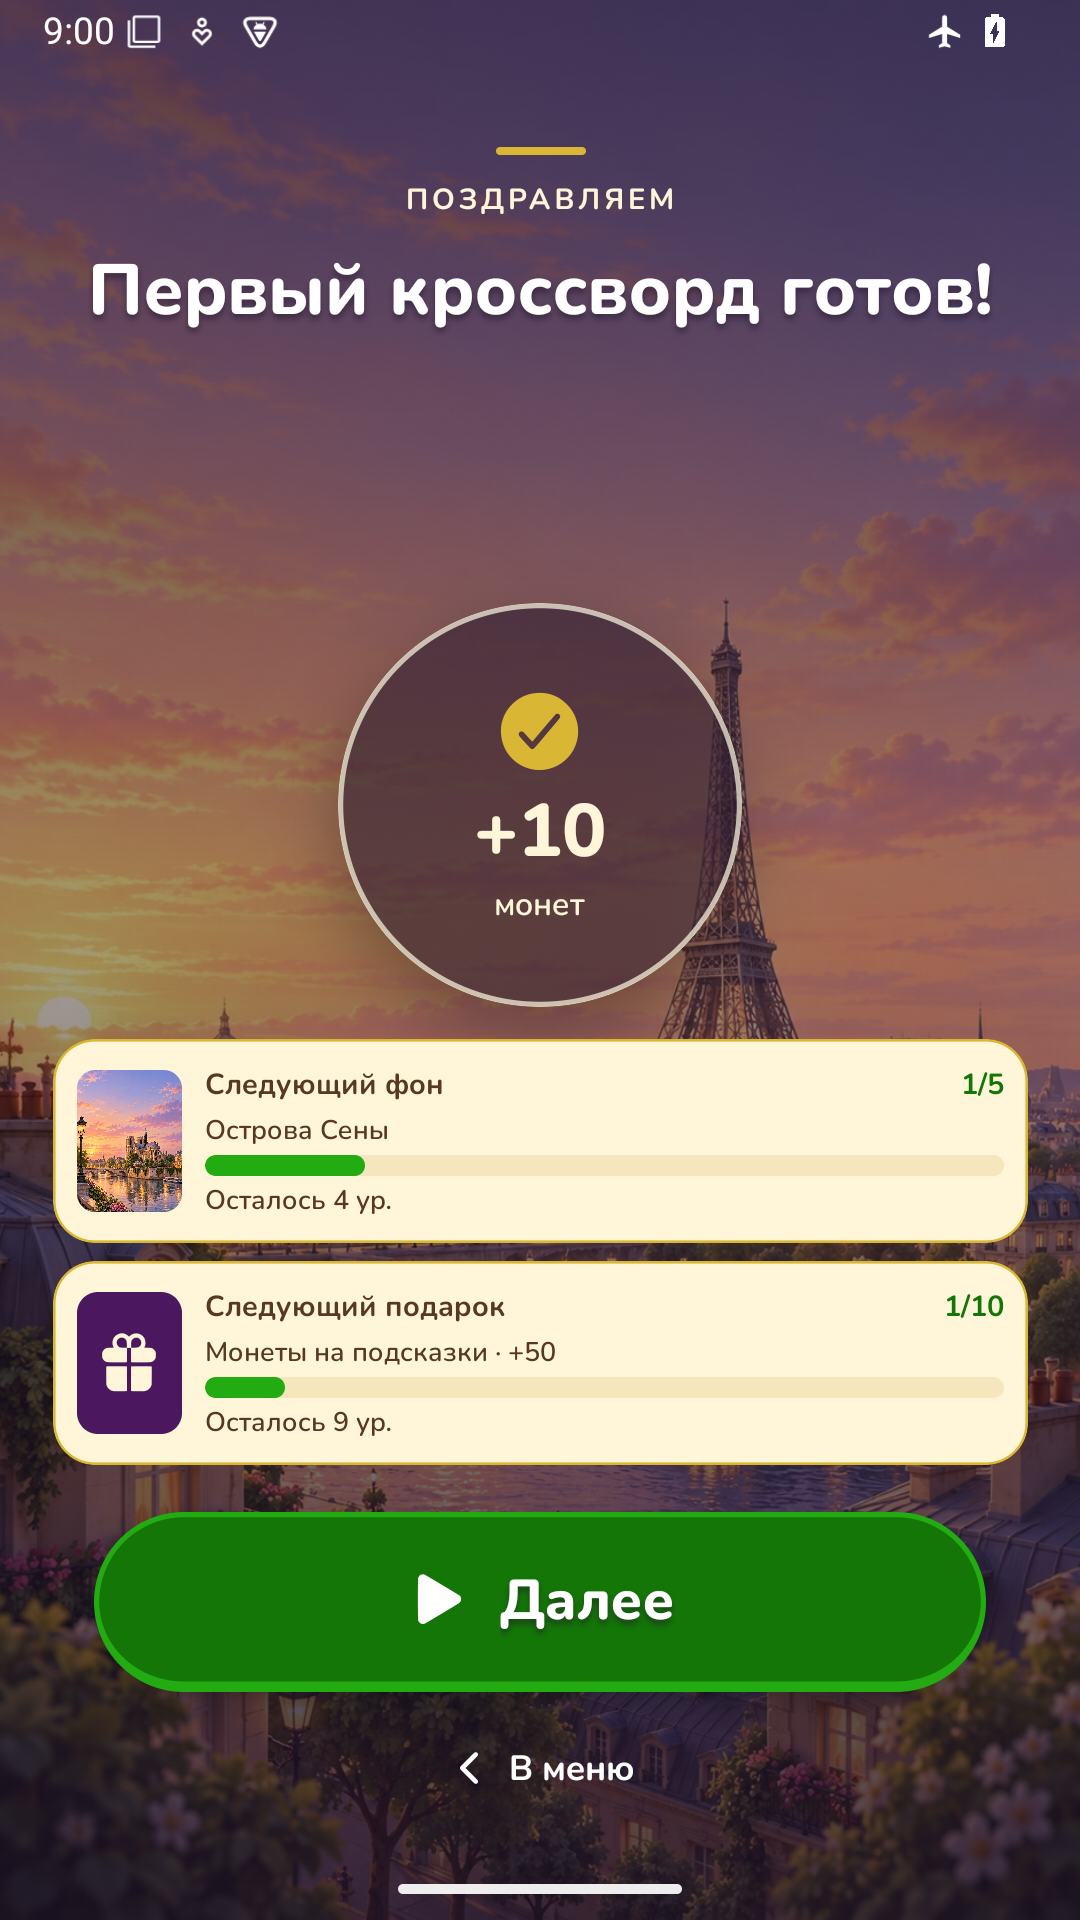 9:00
ПОЗДРАВЛЯЕМ
Первый кроссворд готов!
+10
монет
Следующий фон 1/5
Острова Сены
Осталось 4 ур.
Следующий подарок 1/10
Монеты на подсказки · +50
Осталось 9 ур.
Далее
В меню